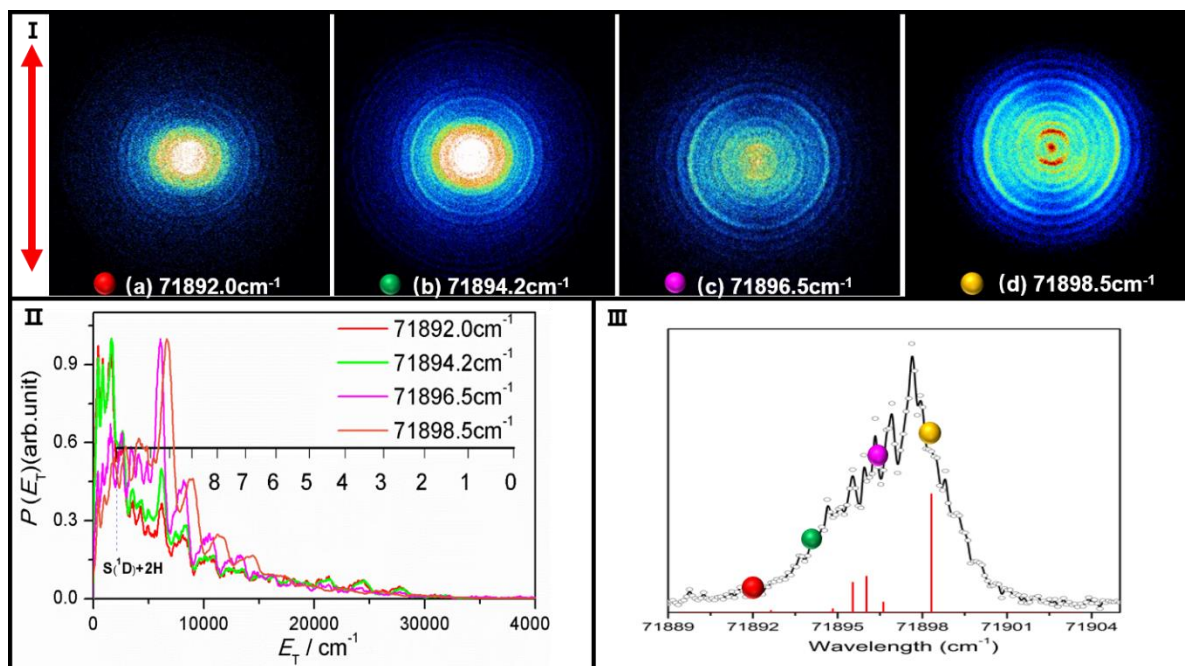 I
(a) 71892.0cm-1
(b) 71894.2cm-1
(c) 71896.5cm-1
(d) 71898.5cm-1
II
P(ET)(arb.unit)
0.9
0.6
0.3
0.0
71892.0cm-1
71894.2cm-1
71896.5cm-1
71898.5cm-1
8 7 6 5 4 3 2 1 0
S(1D)+2H
0 10000 20000 30000 4000
ET / cm-1
III
71889 71892 71895 71898 71901 71904
Wavelength (cm-1)